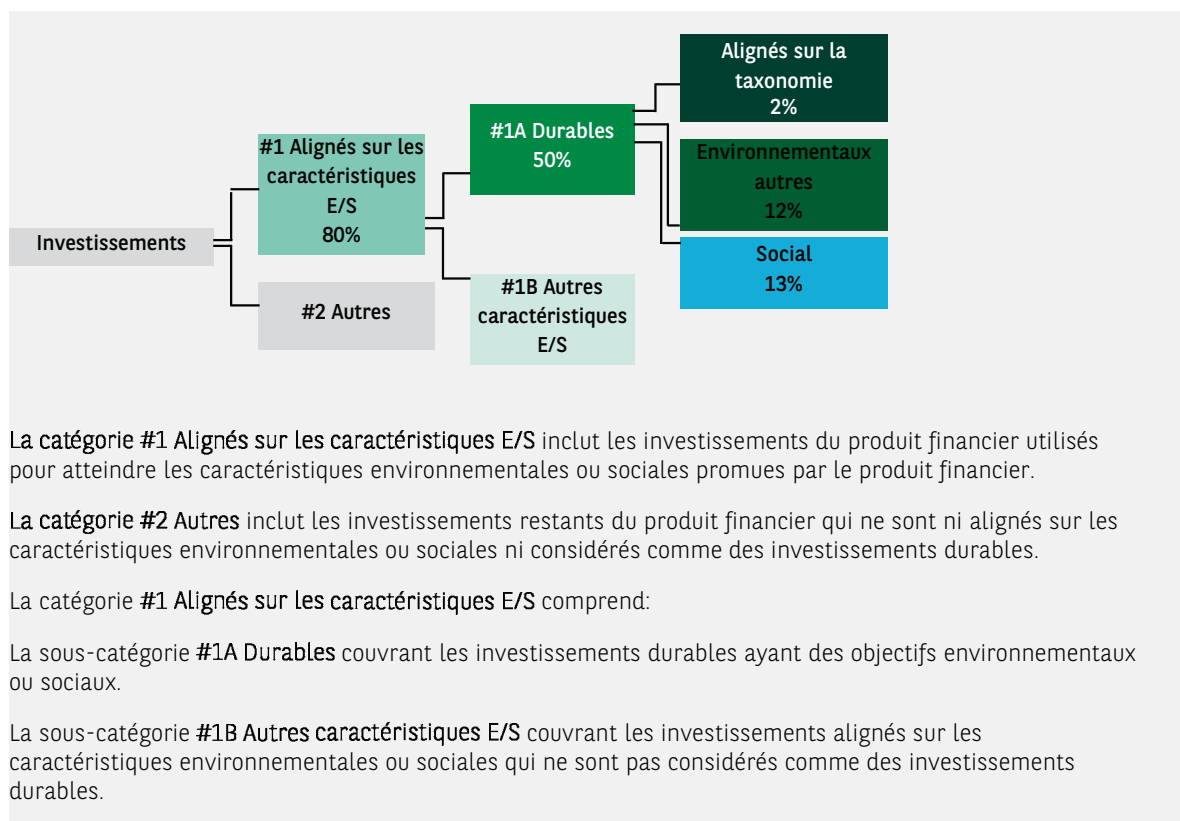 Alignés sur la
taxonomie
2%
#1A Durables
50%
#1 Alignés sur les
caractéristiques
E/S
80%
Environnementaux
autres
12%
Investissements
Social
13%
#2 Autres
#1B Autres
caractéristiques
E/S
La catégorie #1 Alignés sur les caractéristiques E/S inclut les investissements du produit financier utilisés
pour atteindre les caractéristiques environnementales ou sociales promues par le produit financier.
La catégorie #2 Autres inclut les investissements restants du produit financier qui ne sont ni alignés sur les
caractéristiques environnementales ou sociales ni considérés comme des investissements durables.
La catégorie #1 Alignés sur les caractéristiques E/S comprend:
La sous-catégorie #1A Durables couvrant les investissements durables ayant des objectifs environnementaux
ou sociaux.
La sous-catégorie #1B Autres caractéristiques E/S couvrant les investissements alignés sur les
caractéristiques environnementales ou sociales qui ne sont pas considérés comme des investissements
durables.